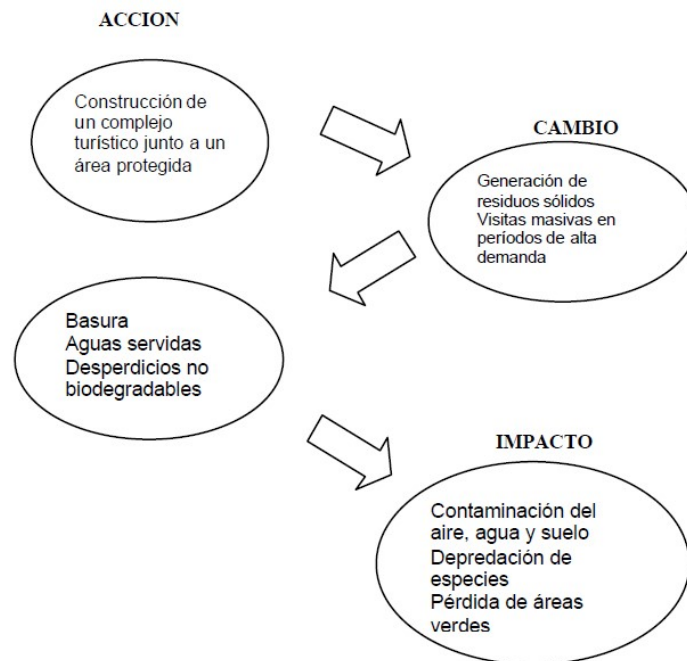 ACCION
Construcción de
un complejo
turístico junto a un
área protegida
CAMBIO
Generación de
residuos sólidos
Visitas masivas en
períodos de alta
demanda
Basura
Aguas servidas
Desperdicios no
biodegradables
IMPACTO
Contaminación del
aire, agua y suelo
Depredación de
especies
Pérdida de áreas
verdes